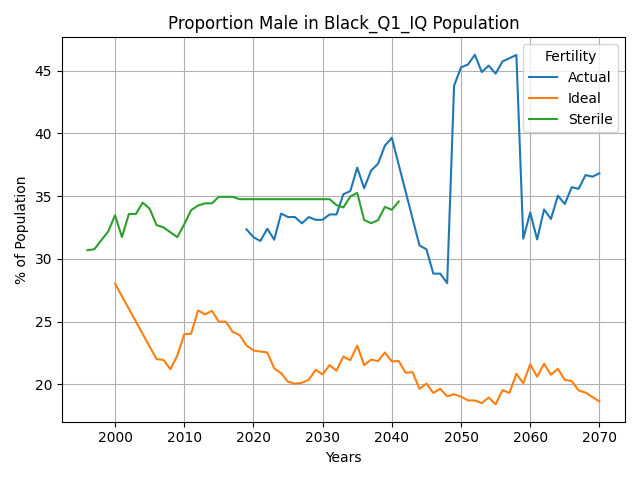 Proportion Male in Black_Q1_IQ Population
% of Population
45
40
35
30
25
20
Fertility
Actual
Ideal
Sterile
2000 2010 2020 2030 2040 2050 2060 2070
Years